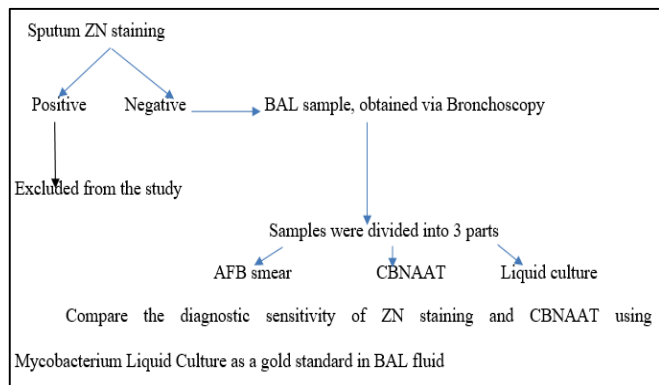 Sputum ZN staining
Positive Negative BAL sample, obtained via Bronchoscopy
Excluded from the study
Samples were divided into 3 parts
AFB smear CBNAAT Liquid culture
Compare the diagnostic sensitivity of ZN staining and CBNAAT using
Mycobacterium Liquid Culture as a gold standard in BAL fluid